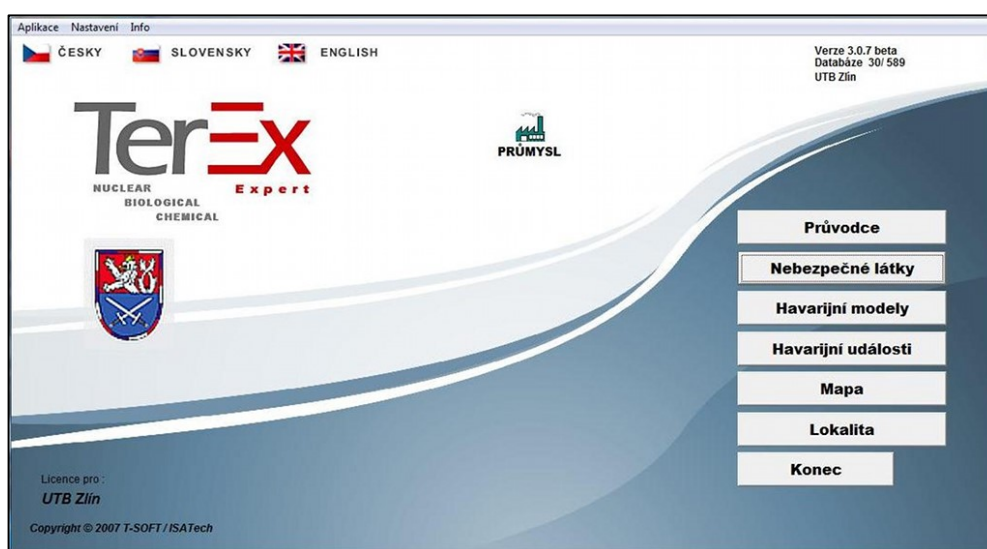 Aplikace Nastavení Info
ČESKY SLOVENSKY ENGLISH
Verze 3.0.7 beta
Databáze 30/ 589
UTB Zlín
TerEx
NUCLEAR Expert
BIOLOGICAL
CHEMICAL
PRŮMYSL
Průvodce
Nebezpečné látky
Havarijní modely
Havarijní události
Mapa
Lokalita
Konec
Licence pro :
UTB Zlín
Copyright © 2007 T-SOFT / ISATech